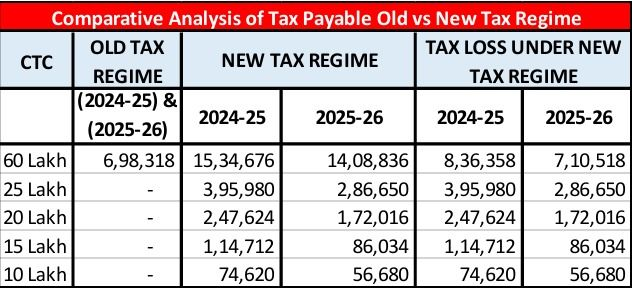 Comparative Analysis of Tax Payable Old vs New Tax Regime
CTC OLD TAX REGIME NEW TAX REGIME TAX LOSS UNDER NEW TAX REGIME
(2024-25) & (2025-26) 2024-25 2025-26 2024-25 2025-26
60 Lakh 6,98,318 15,34,676 14,08,836 8,36,358 7,10,518
25 Lakh - 3,95,980 2,86,650 3,95,980 2,86,650
20 Lakh - 2,47,624 1,72,016 2,47,624 1,72,016
15 Lakh - 1,14,712 86,034 1,14,712 86,034
10 Lakh - 74,620 56,680 74,620 56,680